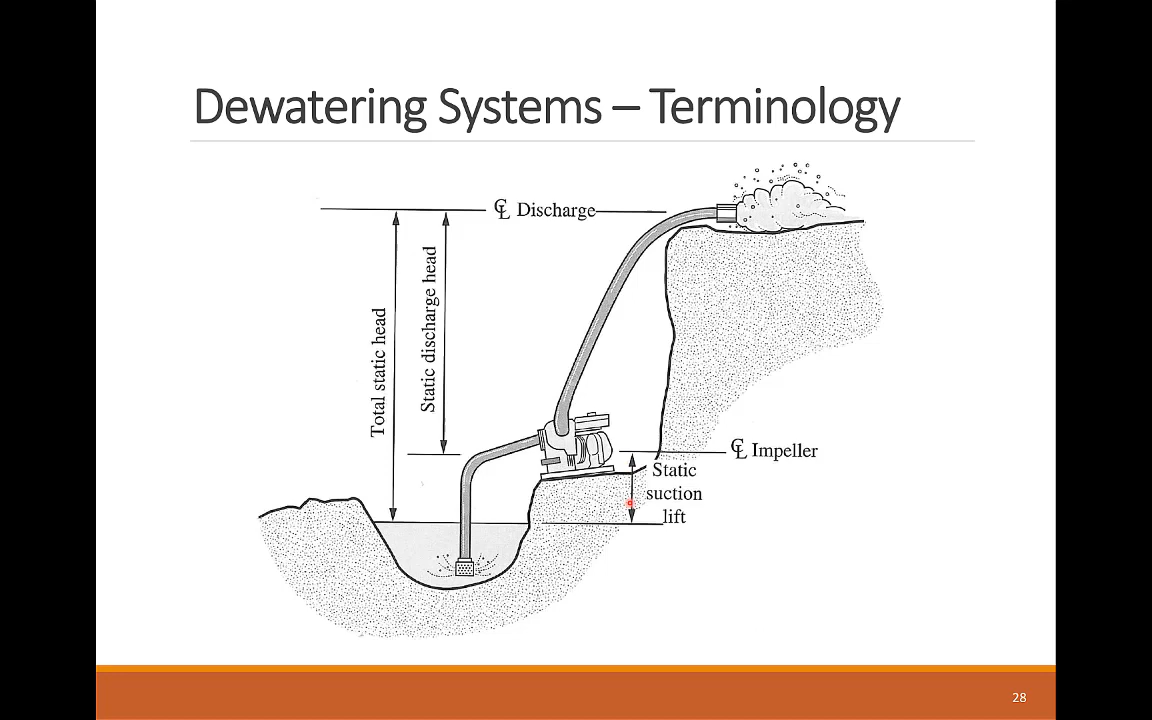 Dewatering Systems – Terminology
℄ Discharge
Static discharge head
Total static head
℄ Impeller
Static
suction
lift
28